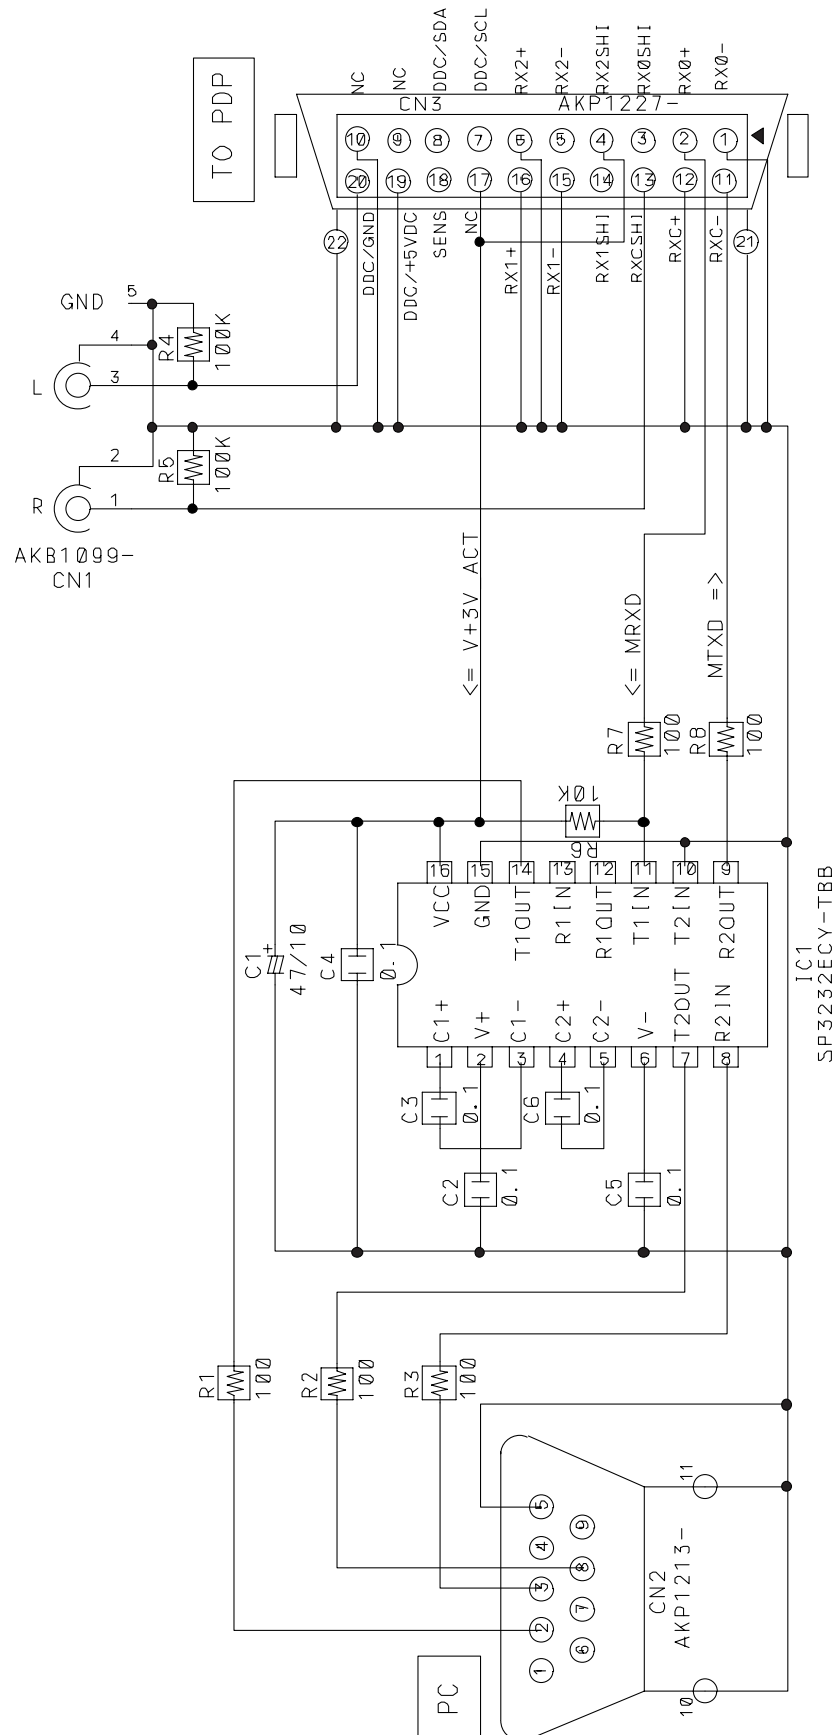 TO PDP
NC
NC
DDC/SDA
DDC/SCL
RX2+
RX2-
RX2SHI
RX0SHI
RX0+
RX0-
CN3
AKP1227-
10 9 8 7 6 5 4 3 2 1
20 19 18 17 16 15 14 13 12 11
22
21
DDC/GND
DDC/+5VDC
SENS
NC
RX1+
RX1-
RX1SHI
RXCSHI
RXC+
RXC-
GND
5
4
L
3
R4
100K
2
R
1
R5
100K
AKB1099-
CN1
<= V+3V ACT
<= MRXD
MTXD =>
R7
100
R8
100
10K
R6
16 15 14 13 12 11 10 9
VCC
GND
T1OUT
R1IN
R1OUT
T1IN
T2IN
R2OUT
C1
+
47/10
C4
0.1
IC1
SP3232ECY-TBB
C1+
V+
C1-
C2+
C2-
V-
T2OUT
R2IN
1 2 3 4 5 6 7 8
C3
0.1
C6
0.1
C2
0.1
C5
0.1
R1
100
R2
100
R3
100
11
5
9
4
8
3
7
2
6
1
CN2
AKP1213-
PC
10